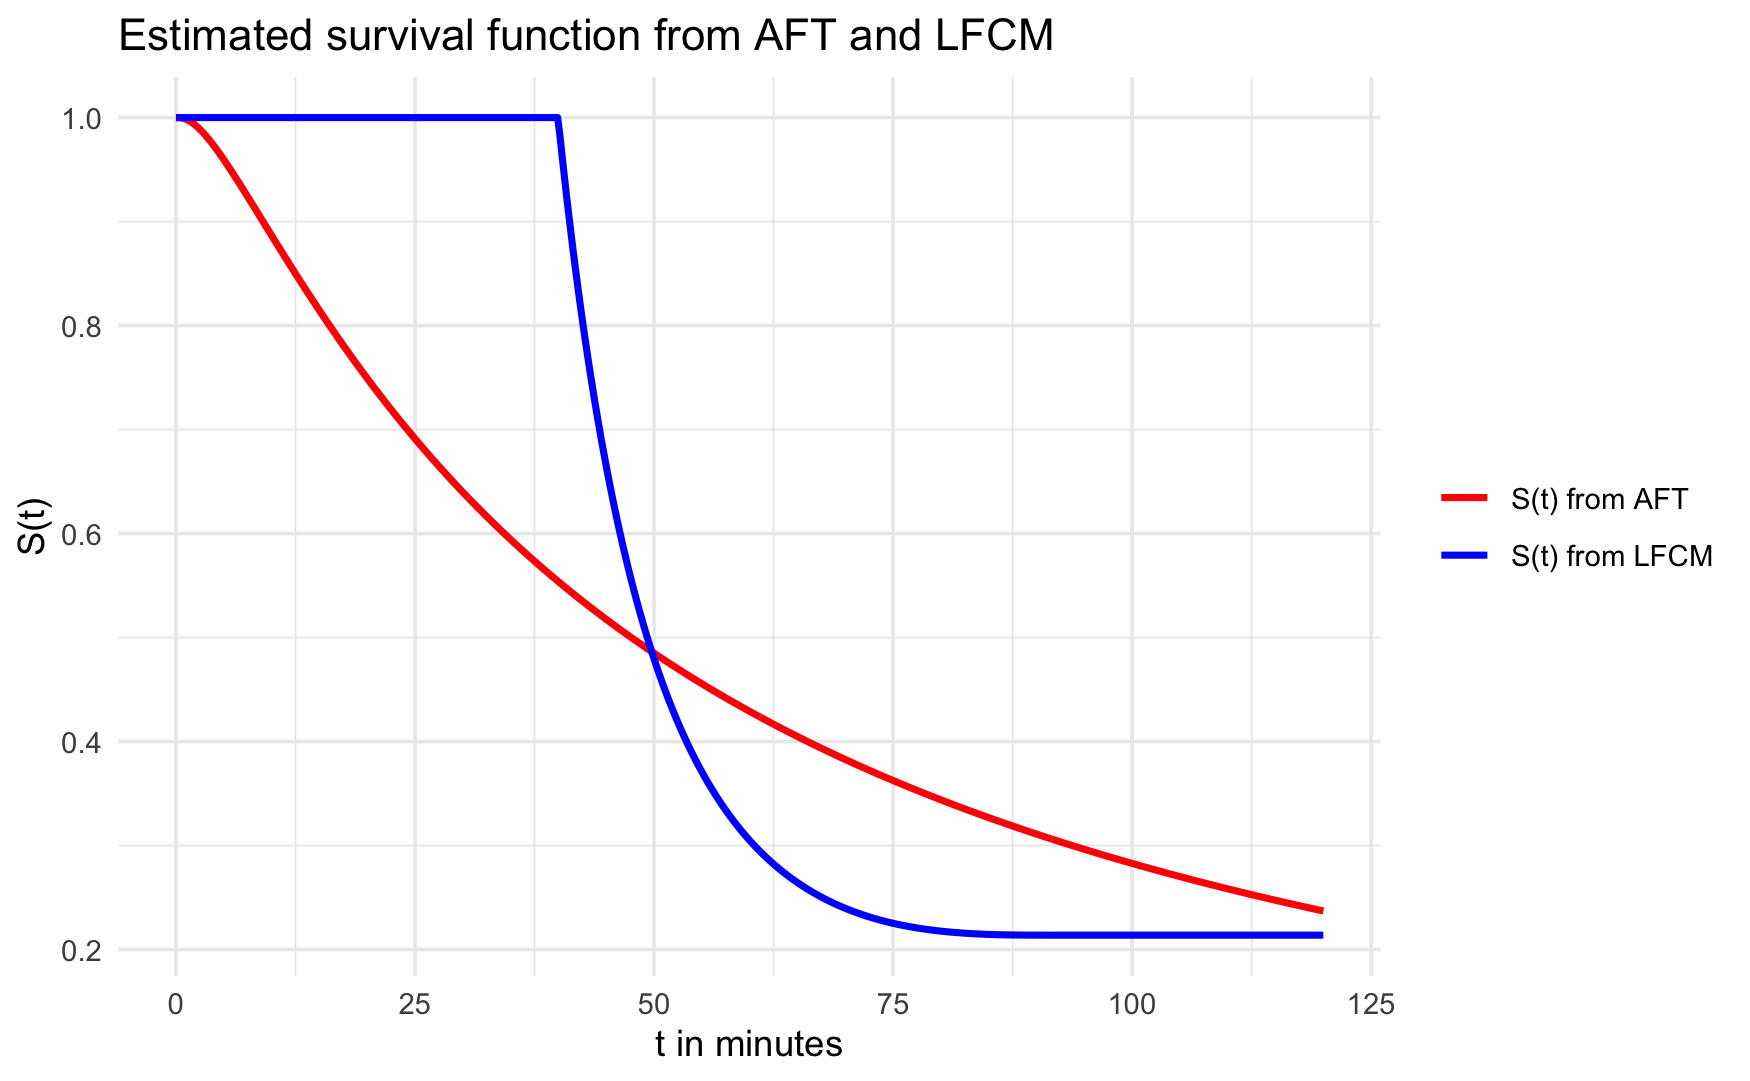 Estimated survival function from AFT and LFCM
1.0
0.8
0.6
0.4
0.2
S(t)
0 25 50 75 100 125
t in minutes
S(t) from AFT
S(t) from LFCM